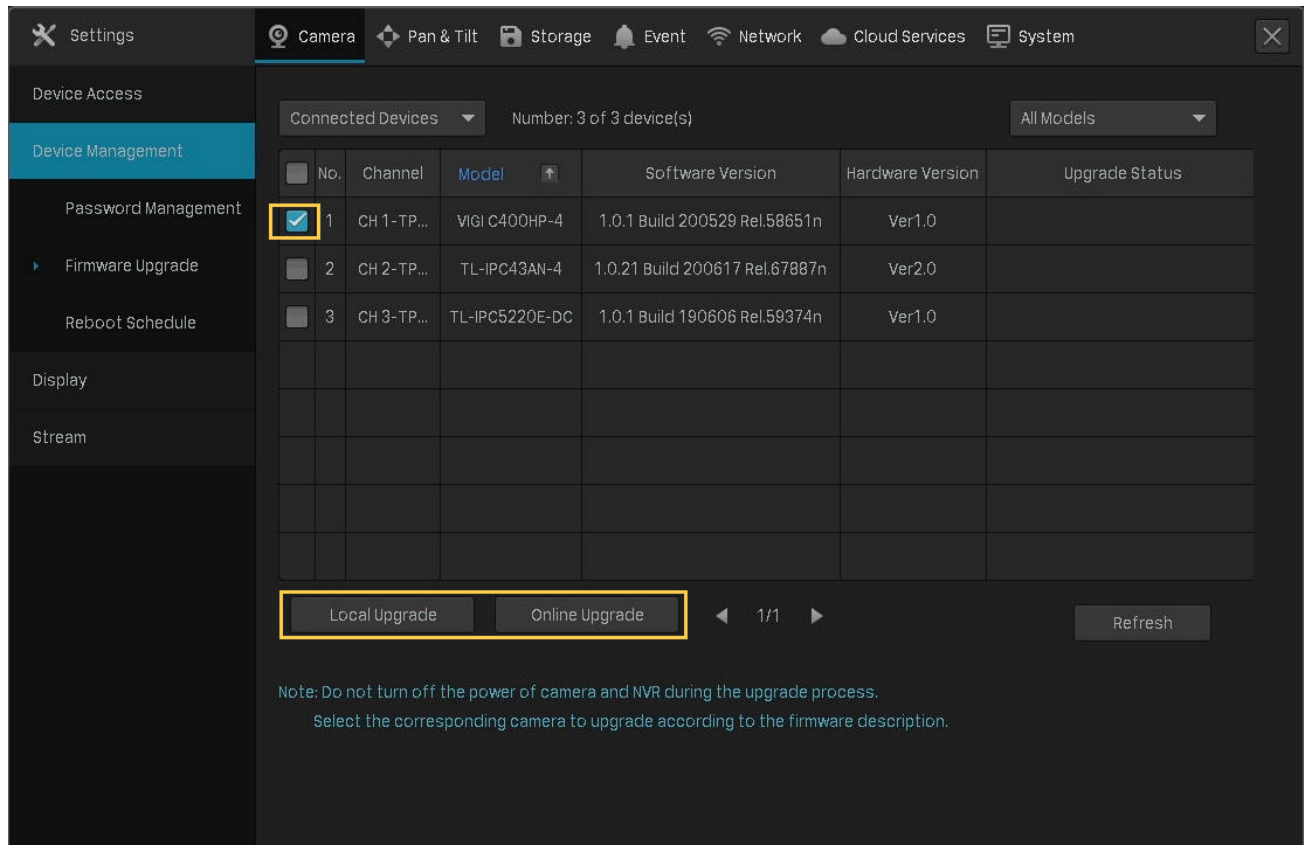 Settings Camera Pan & Tilt Storage Event Network Cloud Services System
Device Access
Device Management
Password Management
Firmware Upgrade
Reboot Schedule
Display
Stream
Connected Devices Number: 3 of 3 device(s) All Models
No. Channel Model Software Version Hardware Version Upgrade Status
1 CH 1-TP... VIGI C400HP-4 1.0.1 Build 200529 Rel.58651n Ver1.0
2 CH 2-TP... TL-IPC43AN-4 1.0.21 Build 200617 Rel.67887n Ver2.0
3 CH 3-TP... TL-IPC5220E-DC 1.0.1 Build 190606 Rel.59374n Ver1.0
Local Upgrade Online Upgrade 1/1 Refresh
Note: Do not turn off the power of camera and NVR during the upgrade process.
Select the corresponding camera to upgrade according to the firmware description.